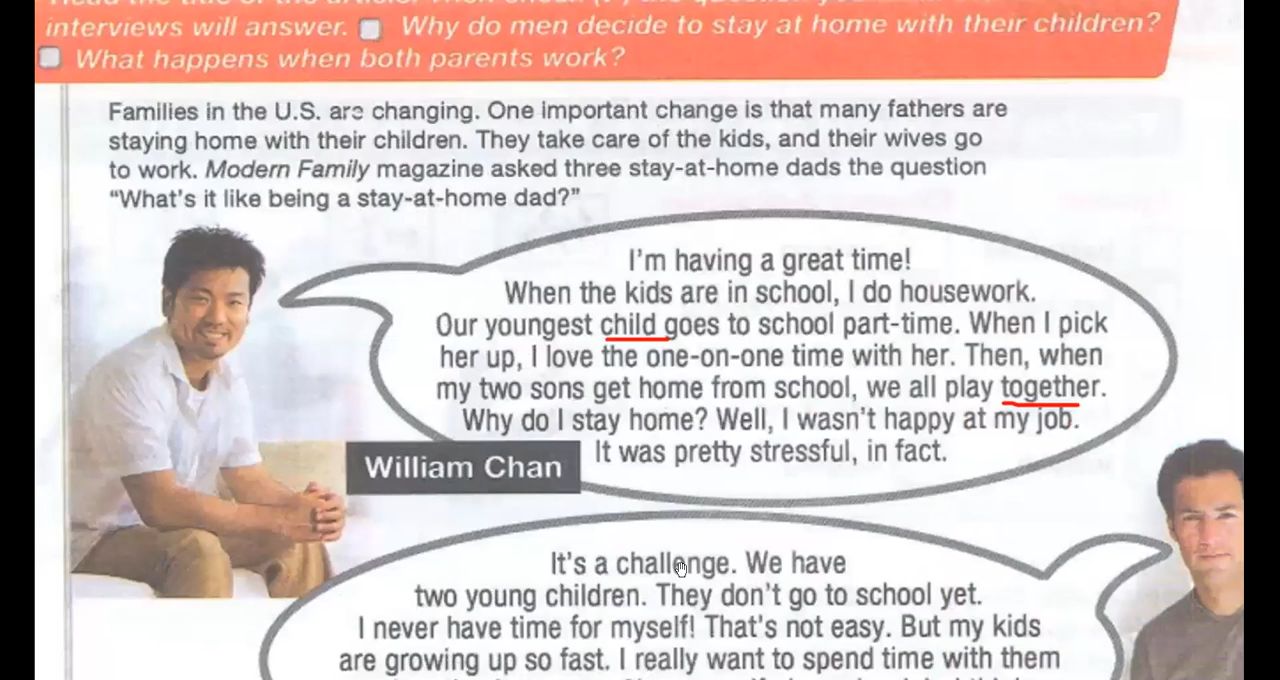 interviews will answer. Why do men decide to stay at home with their children?
What happens when both parents work?
Families in the U.S. are changing. One important change is that many fathers are
staying home with their children. They take care of the kids, and their wives go
to work. Modern Family magazine asked three stay-at-home dads the question
“What's it like being a stay-at-home dad?”
I'm having a great time!
When the kids are in school, I do housework.
Our youngest child goes to school part-time. When I pick
her up, I love the one-on-one time with her. Then, when
my two sons get home from school, we all play together.
Why do I stay home? Well, I wasn't happy at my job.
It was pretty stressful, in fact.
William Chan
It's a challenge. We have
two young children. They don't go to school yet.
I never have time for myself! That's not easy. But my kids
are growing up so fast. I really want to spend time with them